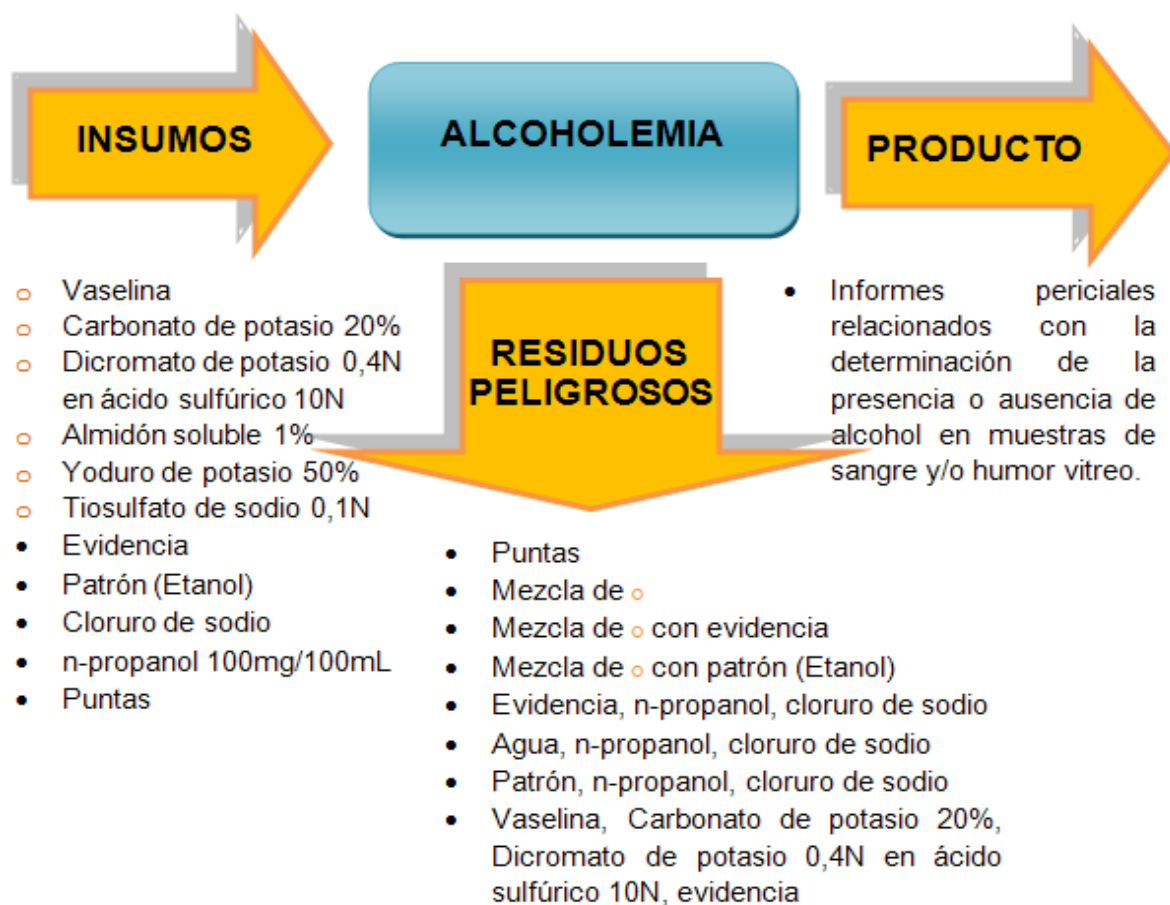 INSUMOS
ALCOHOLEMIA
PRODUCTO
o Vaselina
o Carbonato de potasio 20%
o Dicromato de potasio 0,4N
en ácido sulfúrico 10N
o Almidón soluble 1%
o Yoduro de potasio 50%
o Tiosulfato de sodio 0,1N
• Evidencia
• Patrón (Etanol)
• Cloruro de sodio
• n-propanol 100mg/100mL
• Puntas
RESIDUOS
PELIGROSOS
• Puntas
• Mezcla de o
• Mezcla de o con evidencia
• Mezcla de o con patrón (Etanol)
• Evidencia, n-propanol, cloruro de sodio
• Agua, n-propanol, cloruro de sodio
• Patrón, n-propanol, cloruro de sodio
• Vaselina, Carbonato de potasio 20%,
Dicromato de potasio 0,4N en ácido
sulfúrico 10N, evidencia
• Informes periciales
relacionados con la
determinación de la
presencia o ausencia de
alcohol en muestras de
sangre y/o humor vitreo.